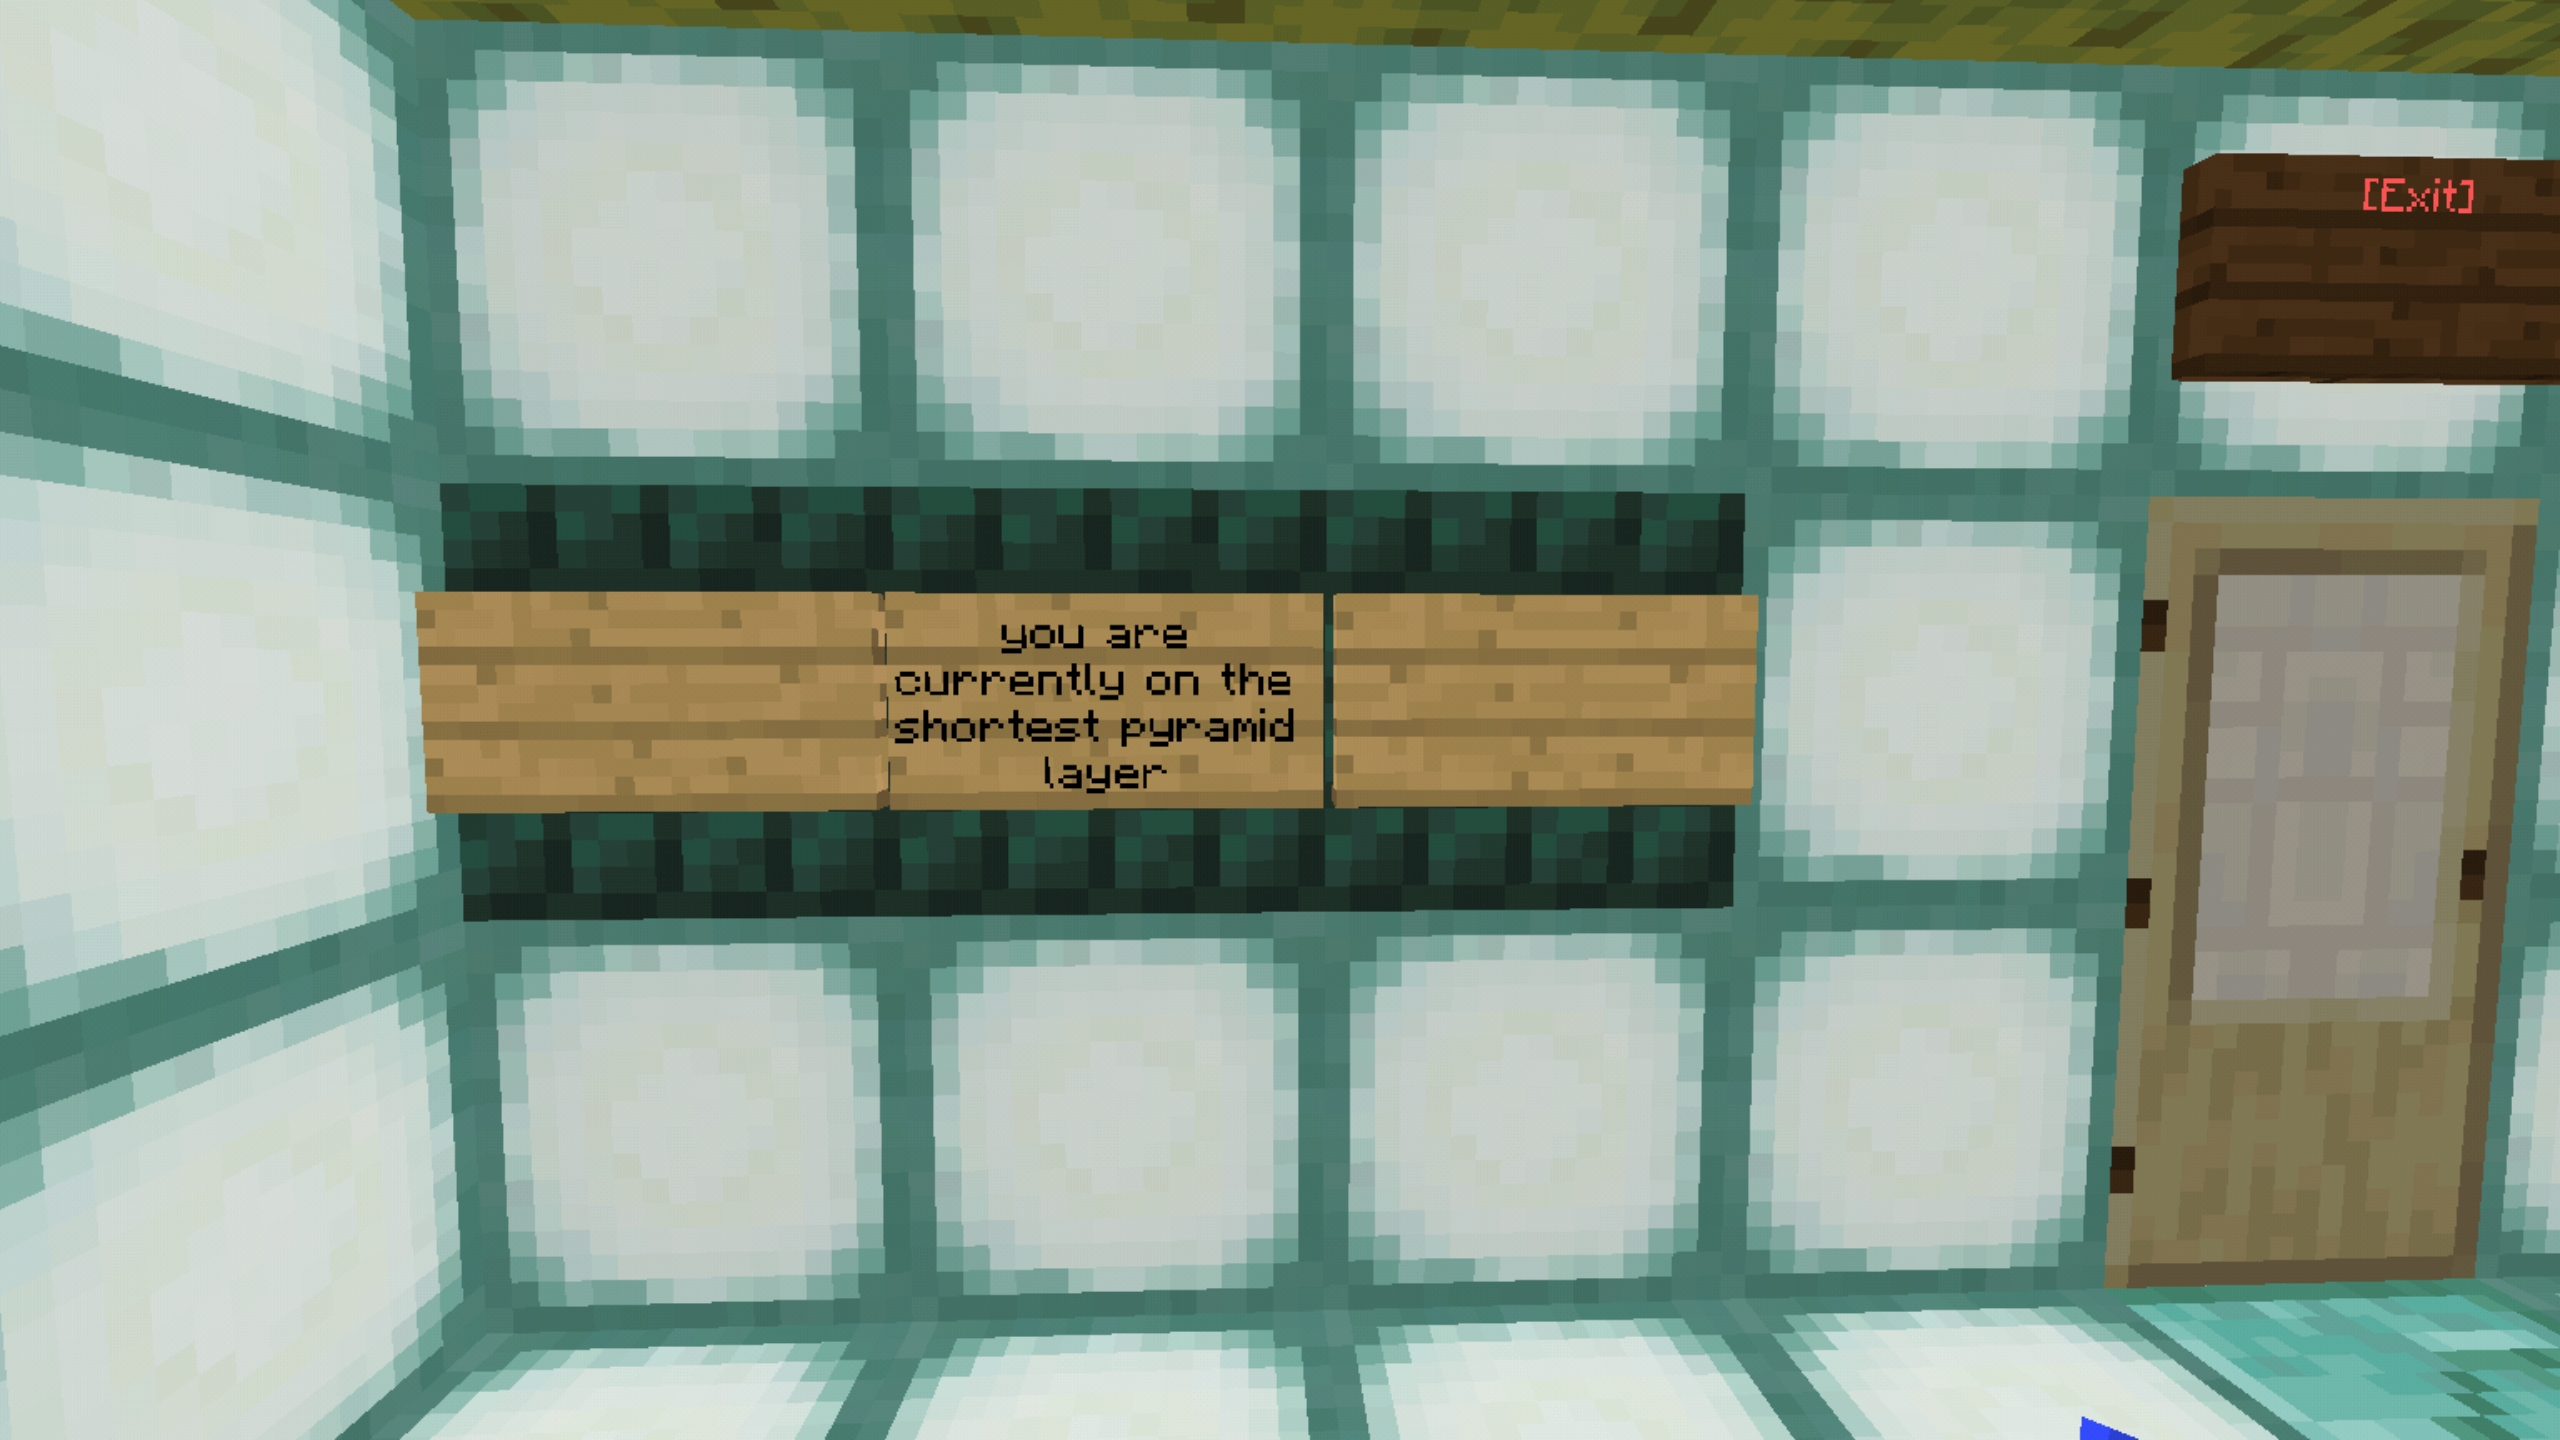 [Exit]
you are
currently on the
shortest pyramid
layer